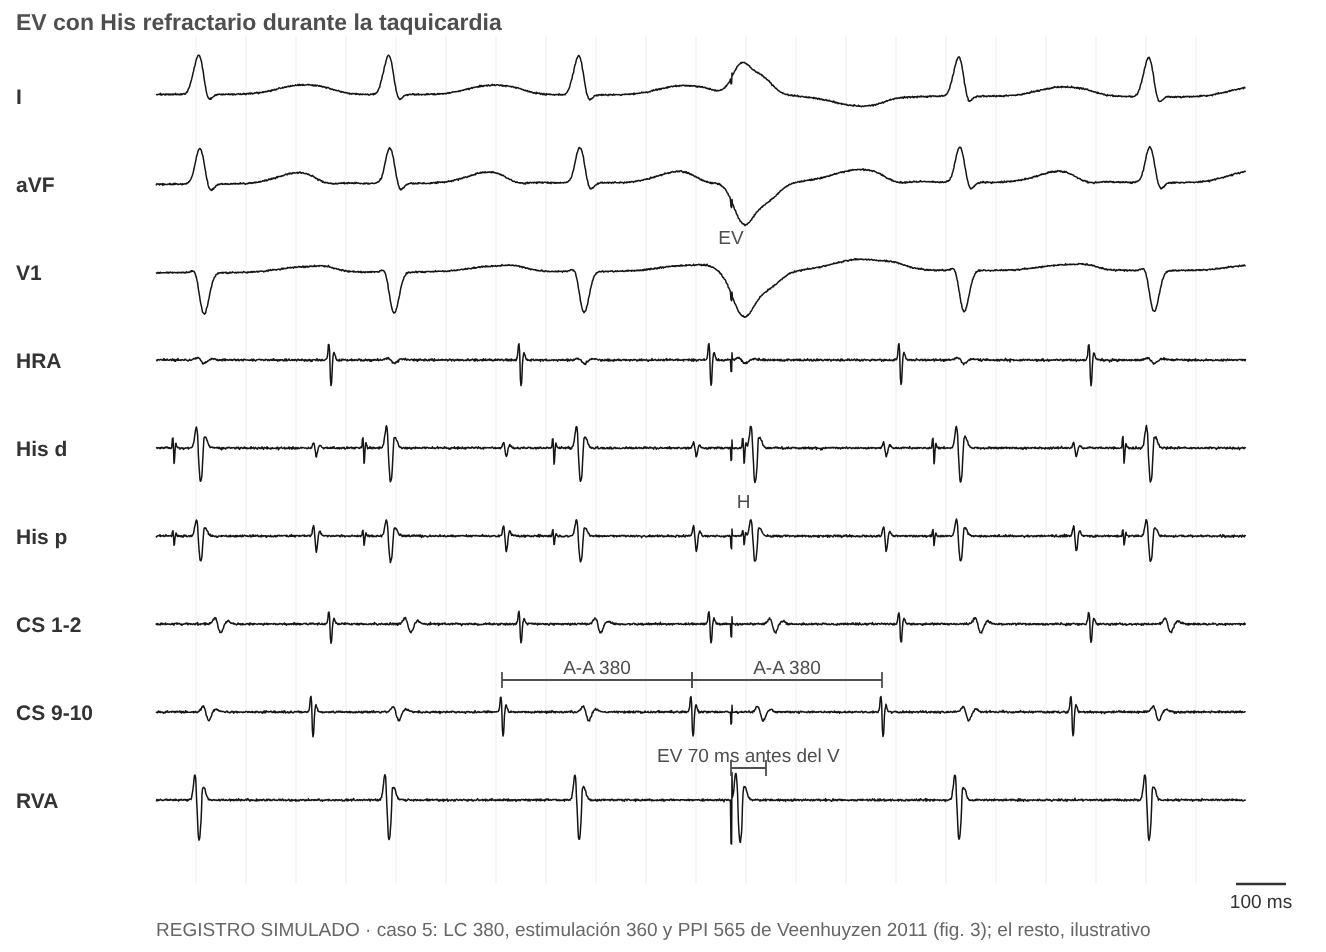 EV con His refractario durante la taquicardia
I
aVF
EV
V1
HRA
His d
H
His p
CS 1-2
A-A 380 A-A 380
CS 9-10
EV 70 ms antes del V
RVA
100 ms
REGISTRO SIMULADO · caso 5: LC 380, estimulación 360 y PPI 565 de Veenhuyzen 2011 (fig. 3); el resto, ilustrativo